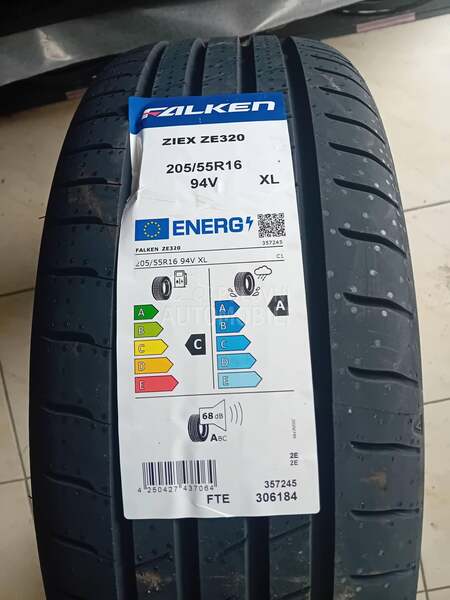 FALKEN
ZIEX ZE320
205/55R16
94V XL
ENERG
357245
FALKEN ZE320
205/55R16 94V XL C1
A
B
C
D
E
C
A
B
C
D
E
A
68 dB
ABC
2E
2E
4 250427 437064
357245
FTE 306184